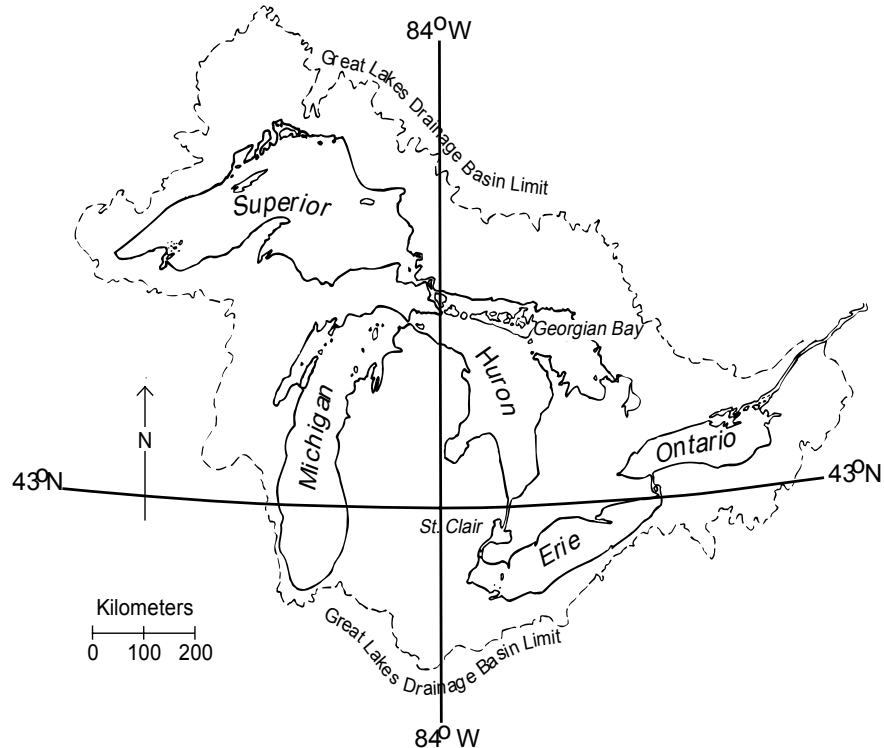 84°W
Great Lakes Drainage Basin Limit
Superior
Georgian Bay
Huron
Michigan
N
Ontario
43°N
43°N
St. Clair
Erie
Kilometers
0 100 200
Great Lakes Drainage Basin Limit
84° W